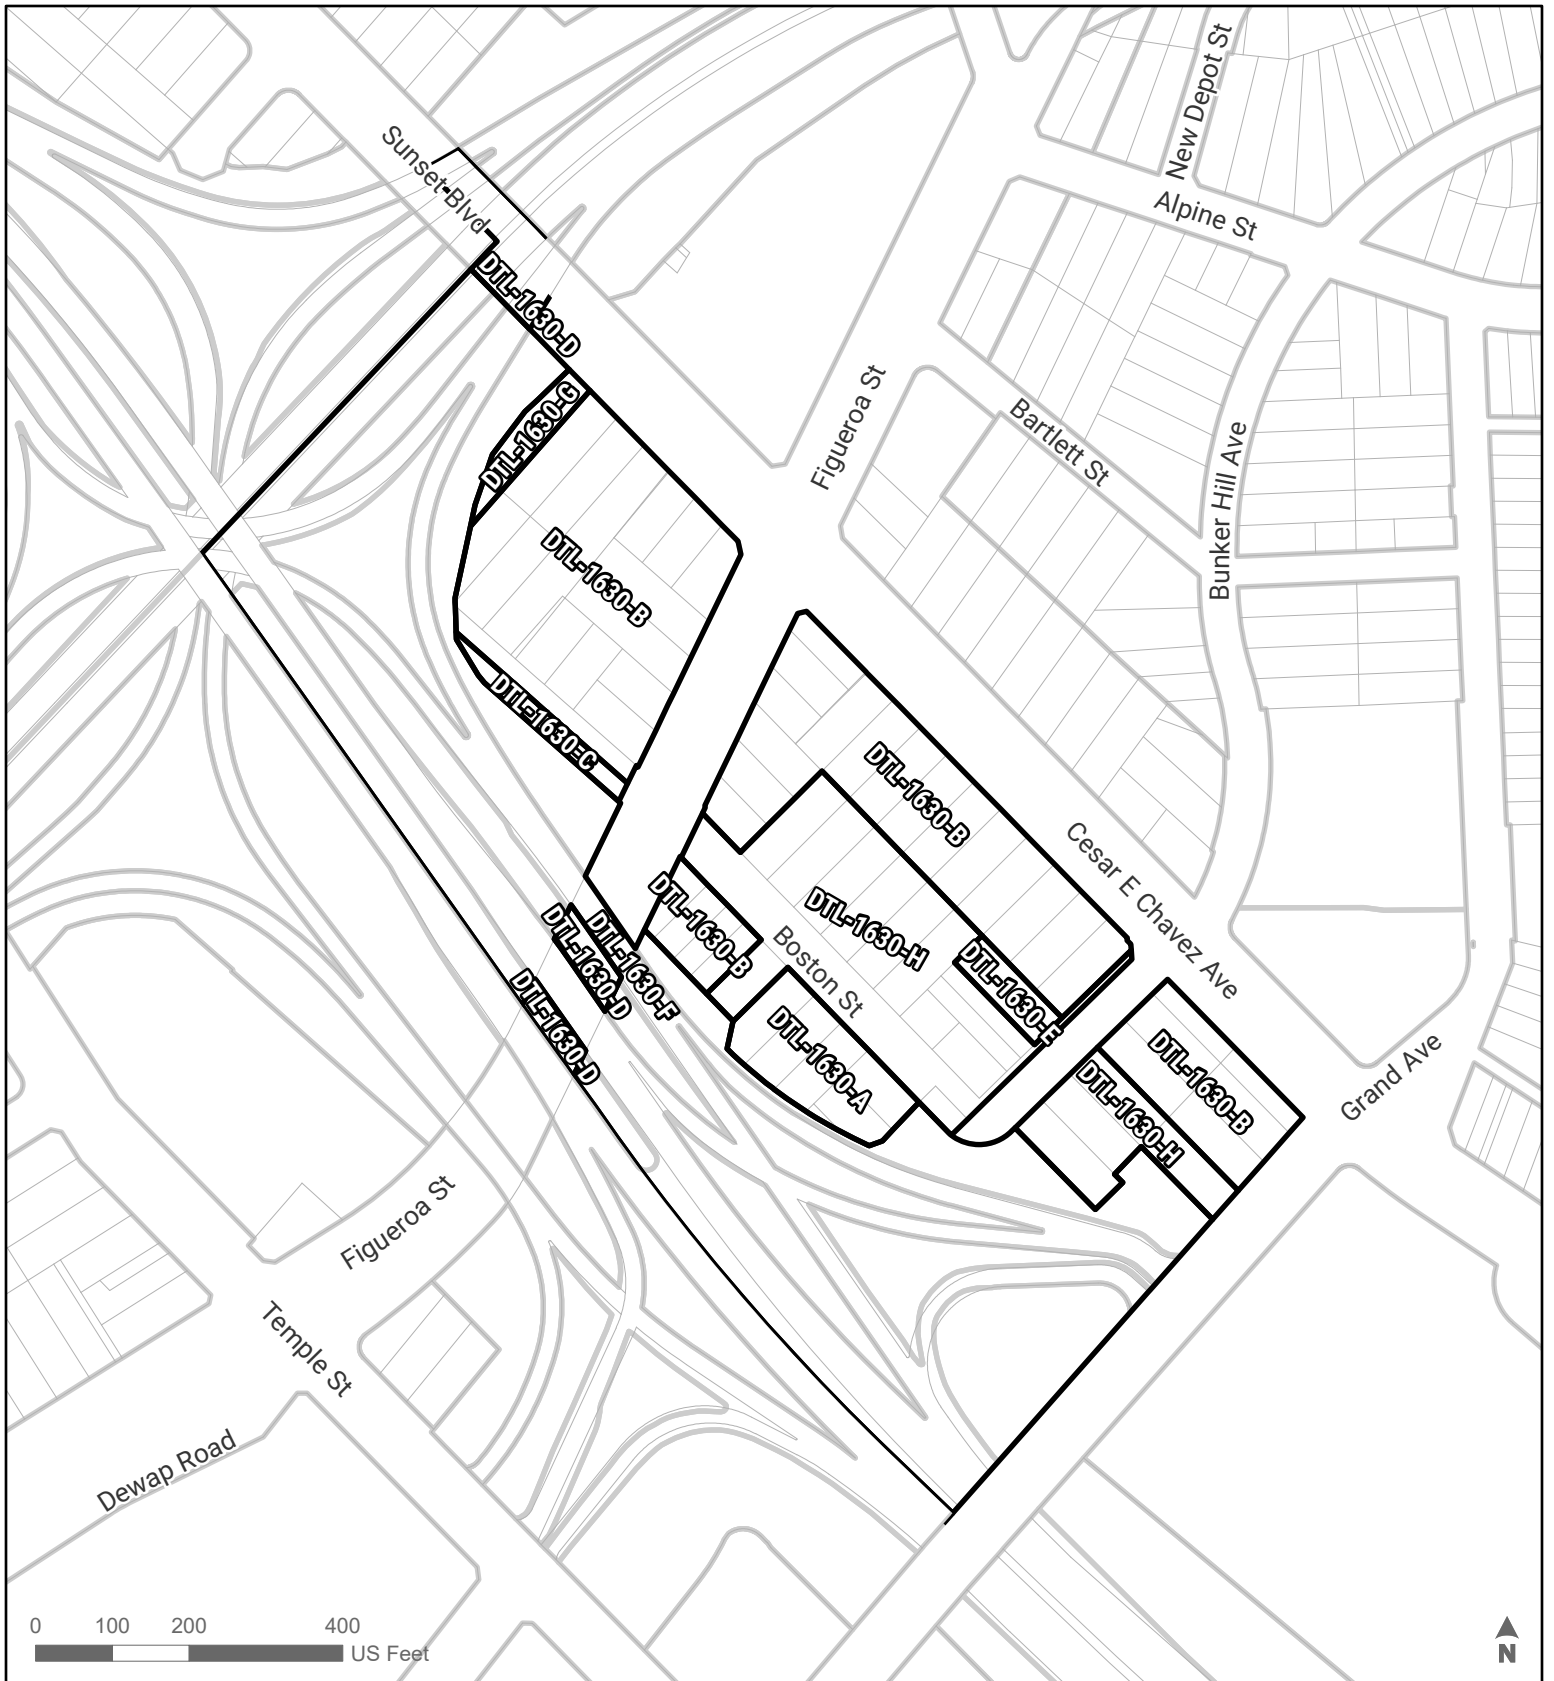 New Depot St
Sunset Blvd
Alpine St
DTL-1630-D
Figueroa St
DTL-1630-G
Bartlett St
Bunker Hill Ave
DTL-1630-B
DTL-1630-C
DTL-1630-B
Cesar E Chavez Ave
DTL-1630-H
DTL-1630-B
Boston St
DTL-1630-D
DTL-1630-F
DTL-1630-E
DTL-1630-D
DTL-1630-A
DTL-1630-B
DTL-1630-H
Grand Ave
Figueroa St
Temple St
Dewap Road
0 100 200 400
US Feet
N